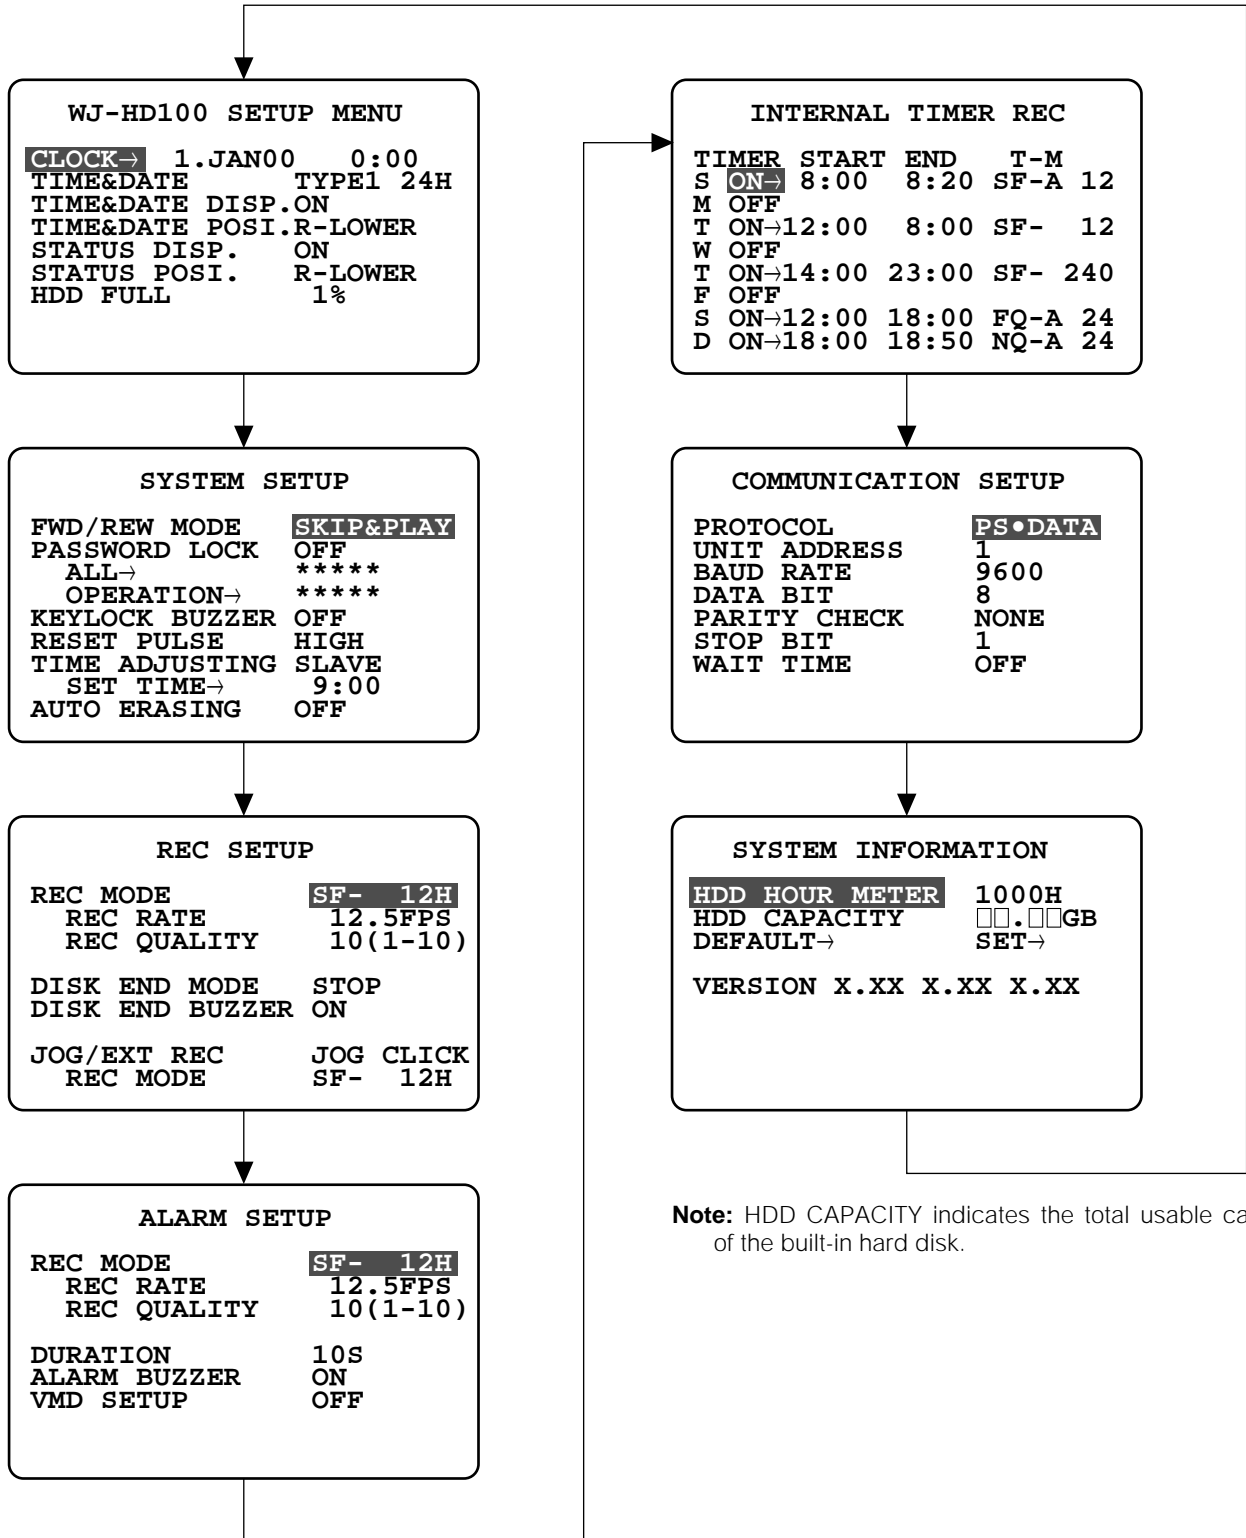 WJ-HD100 SETUP MENU
CLOCK→ 1.JAN00 0:00
TIME&DATE TYPE1 24H
TIME&DATE DISP.ON
TIME&DATE POSI.R-LOWER
STATUS DISP. ON
STATUS POSI. R-LOWER
HDD FULL 1%
SYSTEM SETUP
FWD/REW MODE SKIP&PLAY
PASSWORD LOCK OFF
ALL→ *****
OPERATION→ *****
KEYLOCK BUZZER OFF
RESET PULSE HIGH
TIME ADJUSTING SLAVE
SET TIME→ 9:00
AUTO ERASING OFF
REC SETUP
REC MODE SF- 12H
REC RATE 12.5FPS
REC QUALITY 10(1-10)
DISK END MODE STOP
DISK END BUZZER ON
JOG/EXT REC JOG CLICK
REC MODE SF- 12H
ALARM SETUP
REC MODE SF- 12H
REC RATE 12.5FPS
REC QUALITY 10(1-10)
DURATION 10S
ALARM BUZZER ON
VMD SETUP OFF
INTERNAL TIMER REC
TIMER START END T-M
S ON→ 8:00 8:20 SF-A 12
M OFF
T ON→12:00 8:00 SF- 12
W OFF
T ON→14:00 23:00 SF- 240
F OFF
S ON→12:00 18:00 FQ-A 24
D ON→18:00 18:50 NQ-A 24
COMMUNICATION SETUP
PROTOCOL PS•DATA
UNIT ADDRESS 1
BAUD RATE 9600
DATA BIT 8
PARITY CHECK NONE
STOP BIT 1
WAIT TIME OFF
SYSTEM INFORMATION
HDD HOUR METER 1000H
HDD CAPACITY □□.□□GB
DEFAULT→ SET→
VERSION X.XX X.XX X.XX
Note: HDD CAPACITY indicates the total usable ca
of the built-in hard disk.